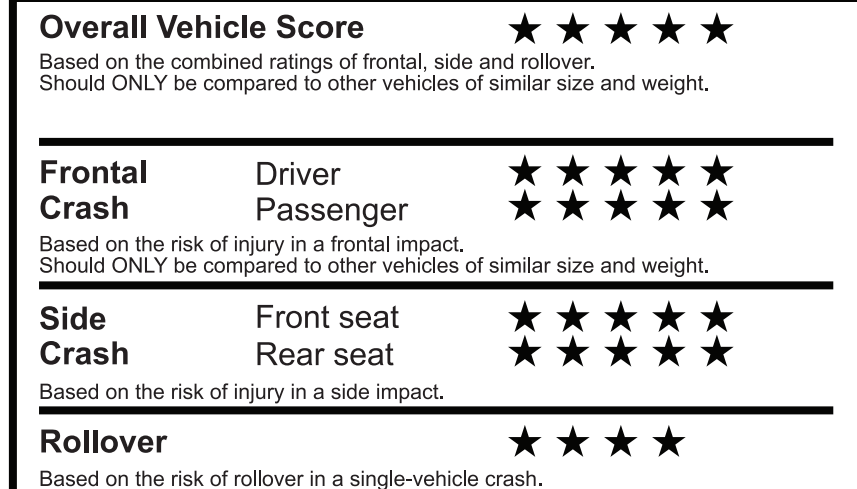 Overall Vehicle Score ★ ★ ★ ★ ★
Based on the combined ratings of frontal, side and rollover.
Should ONLY be compared to other vehicles of similar size and weight.
Frontal Driver ★ ★ ★ ★ ★
Crash Passenger ★ ★ ★ ★ ★
Based on the risk of injury in a frontal impact.
Should ONLY be compared to other vehicles of similar size and weight.
Side Front seat ★ ★ ★ ★ ★
Crash Rear seat ★ ★ ★ ★ ★
Based on the risk of injury in a side impact.
Rollover ★ ★ ★ ★
Based on the risk of rollover in a single-vehicle crash.